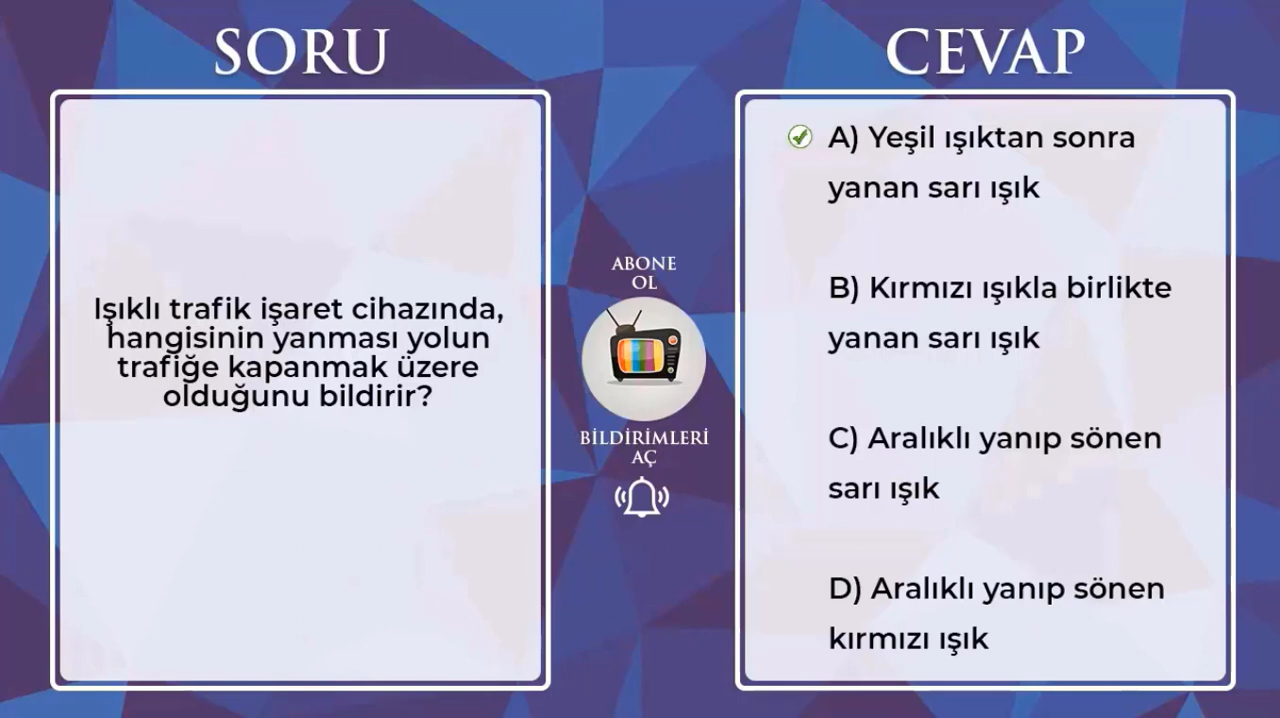 SORU
Işıklı trafik işaret cihazında,
hangisinin yanması yolun
trafiğe kapanmak üzere
olduğunu bildirir?
ABONE
OL
BİLDİRİMLERİ
AÇ
CEVAP
A) Yeşil ışıktan sonra
yanan sarı ışık
B) Kırmızı ışıkla birlikte
yanan sarı ışık
C) Aralıklı yanıp sönen
sarı ışık
D) Aralıklı yanıp sönen
kırmızı ışık